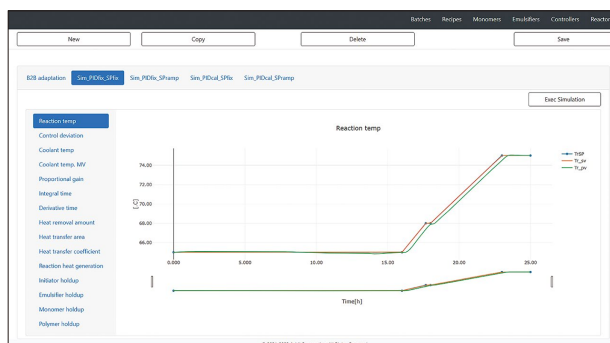 Batches Recipes Monomers Emulsifiers Controllers Reactor
New Copy Delete Save
B2B adaptation Sim_PIDfix_SPfix Sim_PIDfix_SPramp Sim_PIDcal_SPfix Sim_PIDcal_SPramp
Exec Simulation
Reaction temp
Control deviation
Coolant temp
Coolant temp. MV
Proportional gain
Integral time
Derivative time
Heat removal amount
Heat transfer area
Heat transfer coefficient
Reaction heat generation
Initiator holdup
Emulsifier holdup
Monomer holdup
Polymer holdup
Reaction temp
TrSP
Tr_sv
Tr_pv
74.00
72.00
70.00
68.00
66.00
[C]
0.000 5.000 10.00 15.00 20.00 25.00
Time[h]